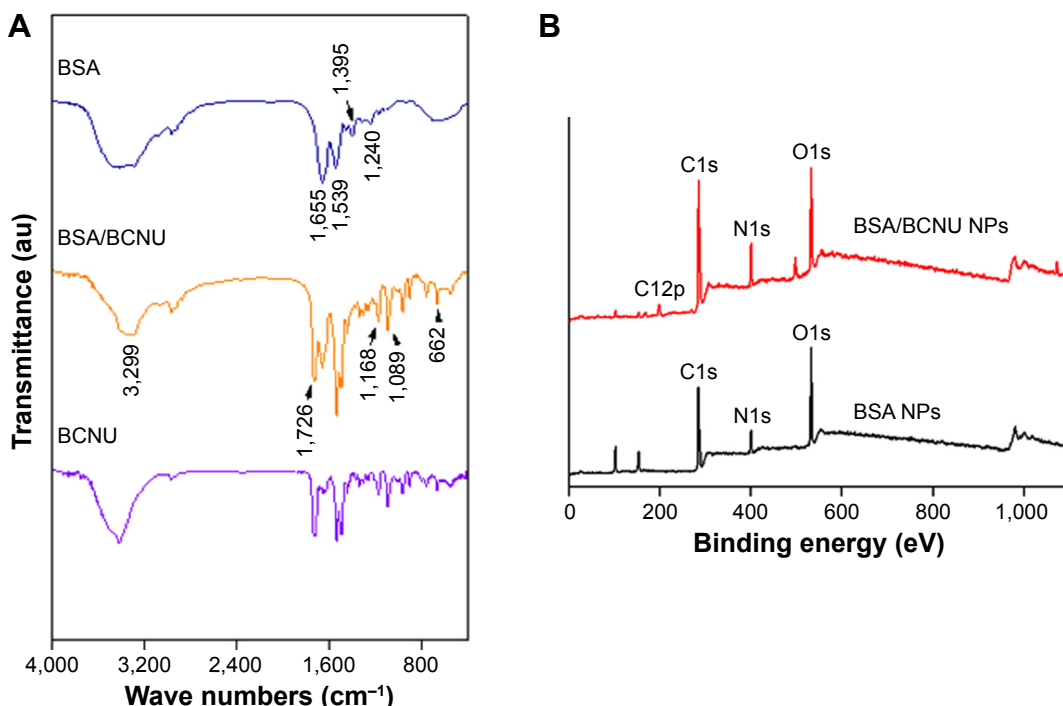 A
BSA
1,395
1,240
1,655
1,539
BSA/BCNU
3,299
1,726
1,168
1,089
662
BCNU
Transmittance (au)
4,000 3,200 2,400 1,600 800
Wave numbers (cm⁻¹)
B
C1s
O1s
N1s
BSA/BCNU NPs
C12p
C1s
O1s
N1s
BSA NPs
0 200 400 600 800 1,000
Binding energy (eV)